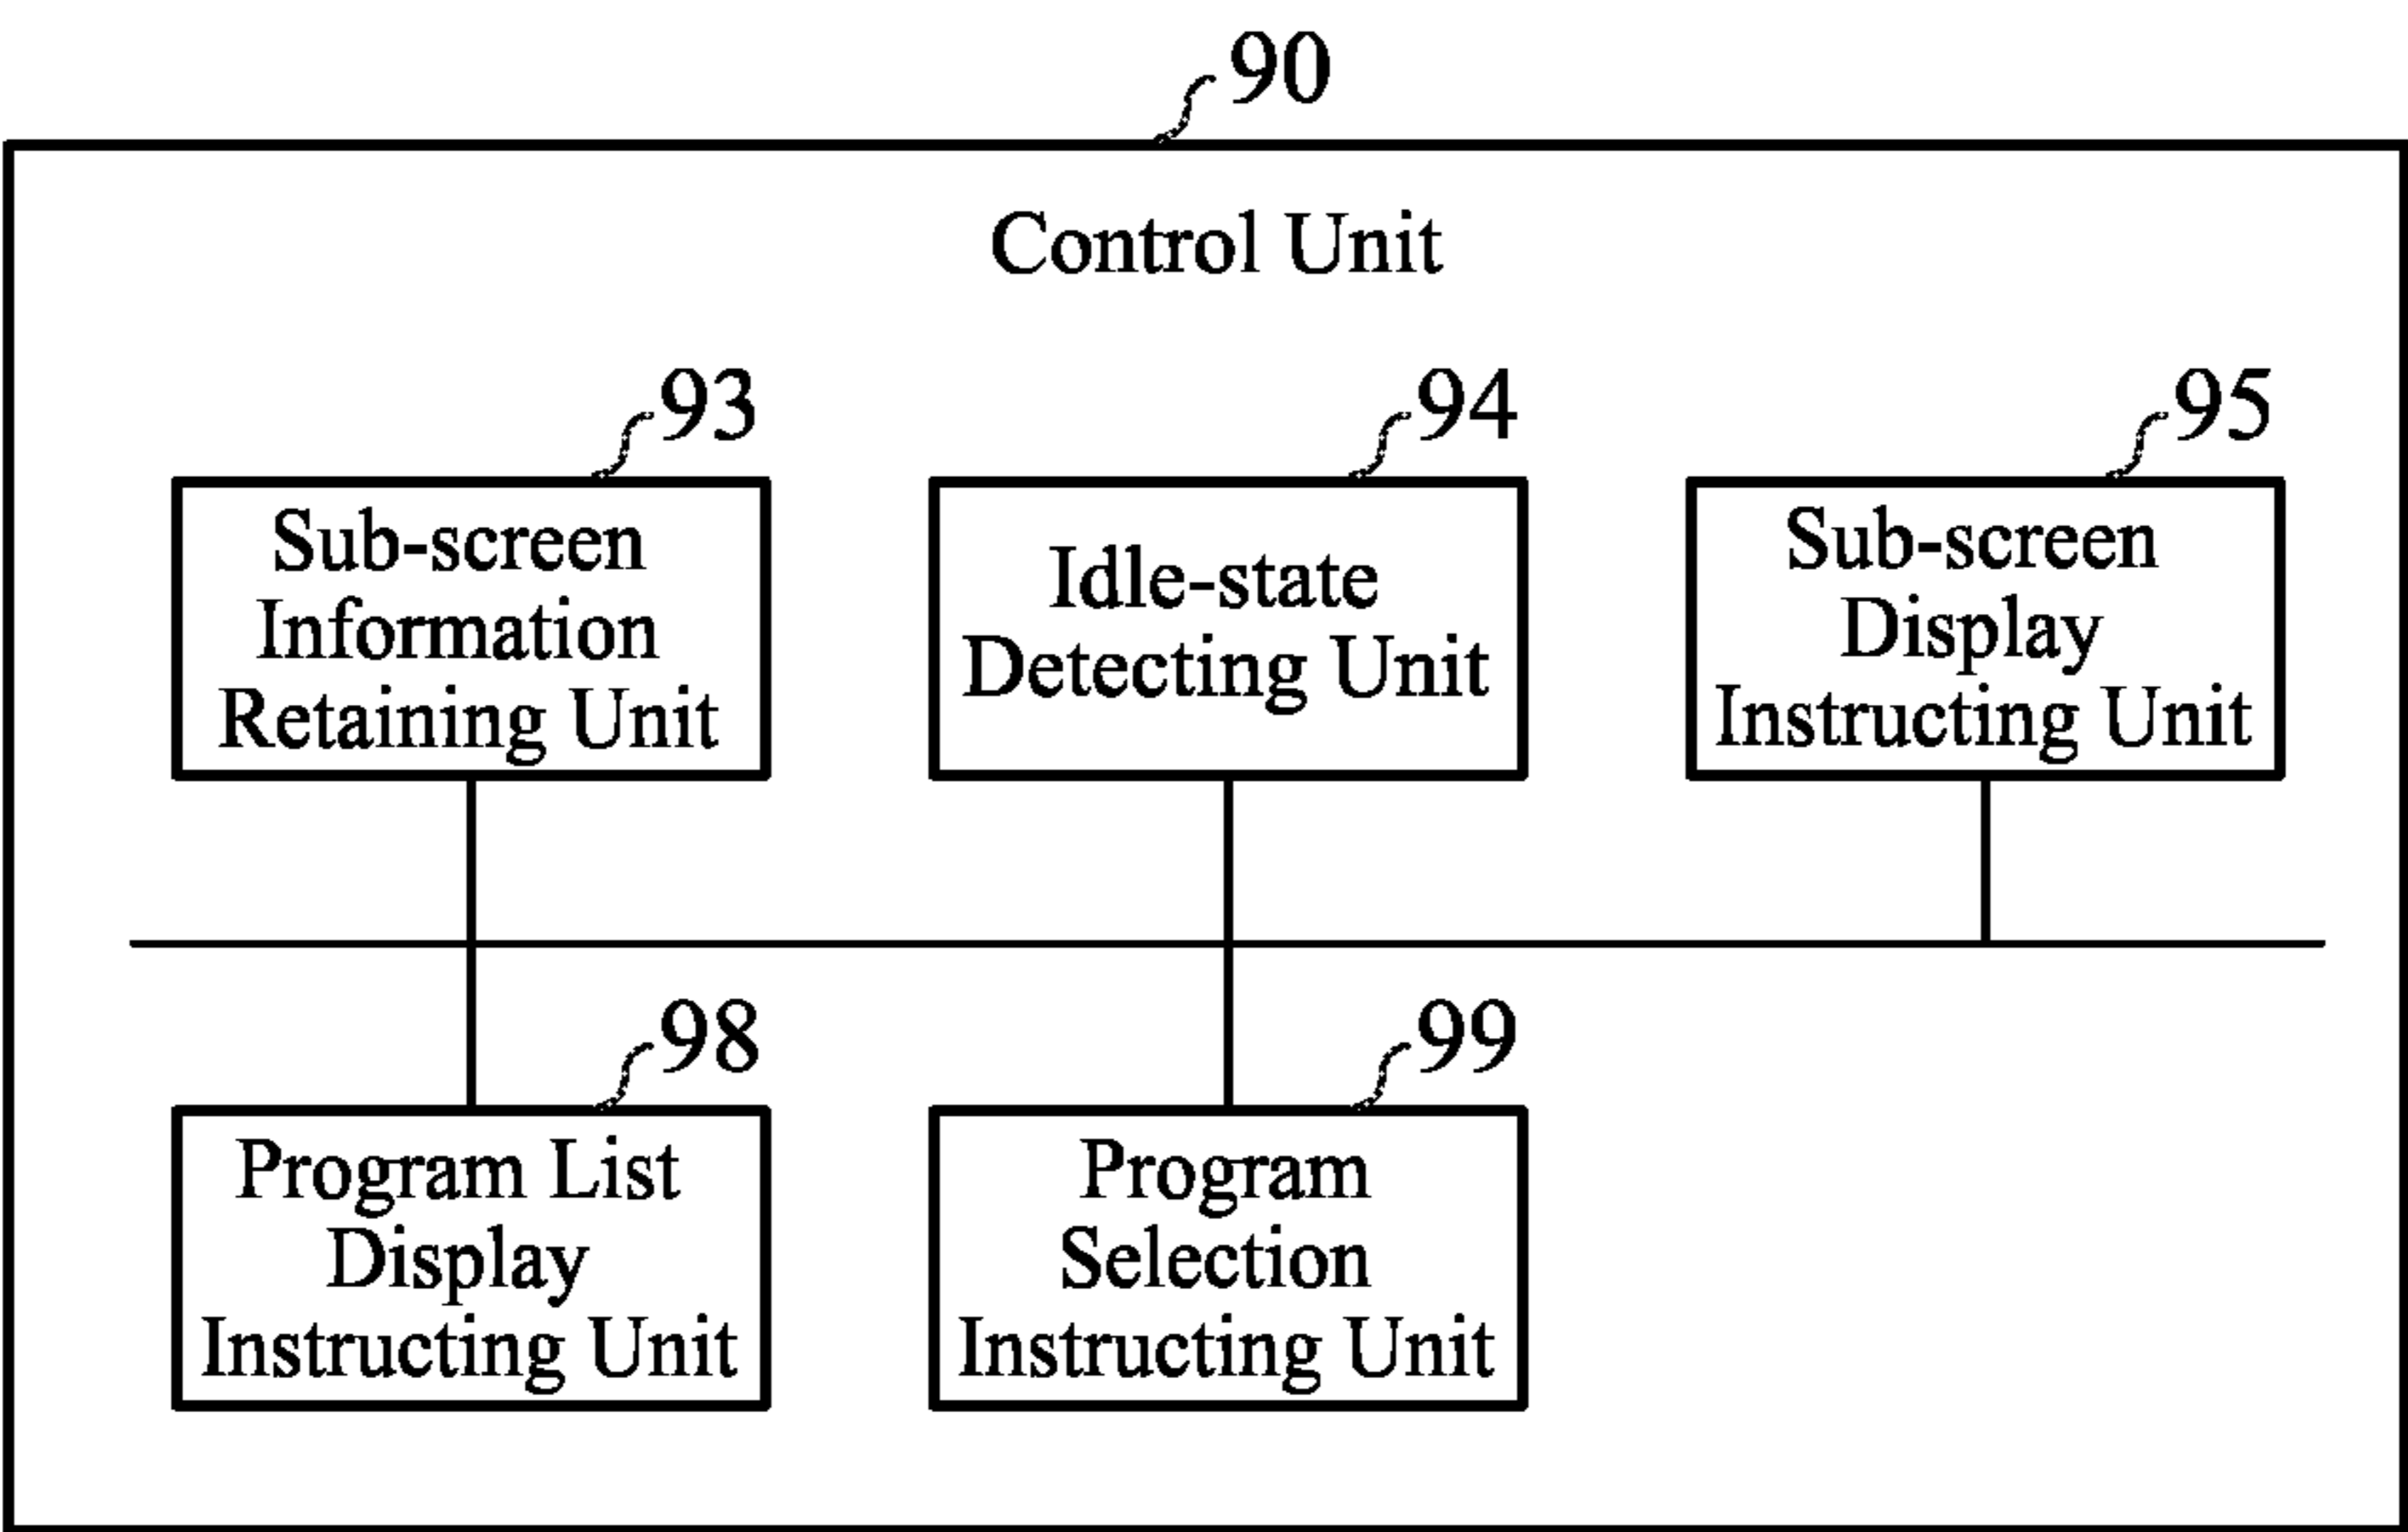 90
Control Unit
93
94
95
Sub-screen
Information
Retaining Unit
Idle-state
Detecting Unit
Sub-screen
Display
Instructing Unit
98
99
Program List
Display
Instructing Unit
Program
Selection
Instructing Unit